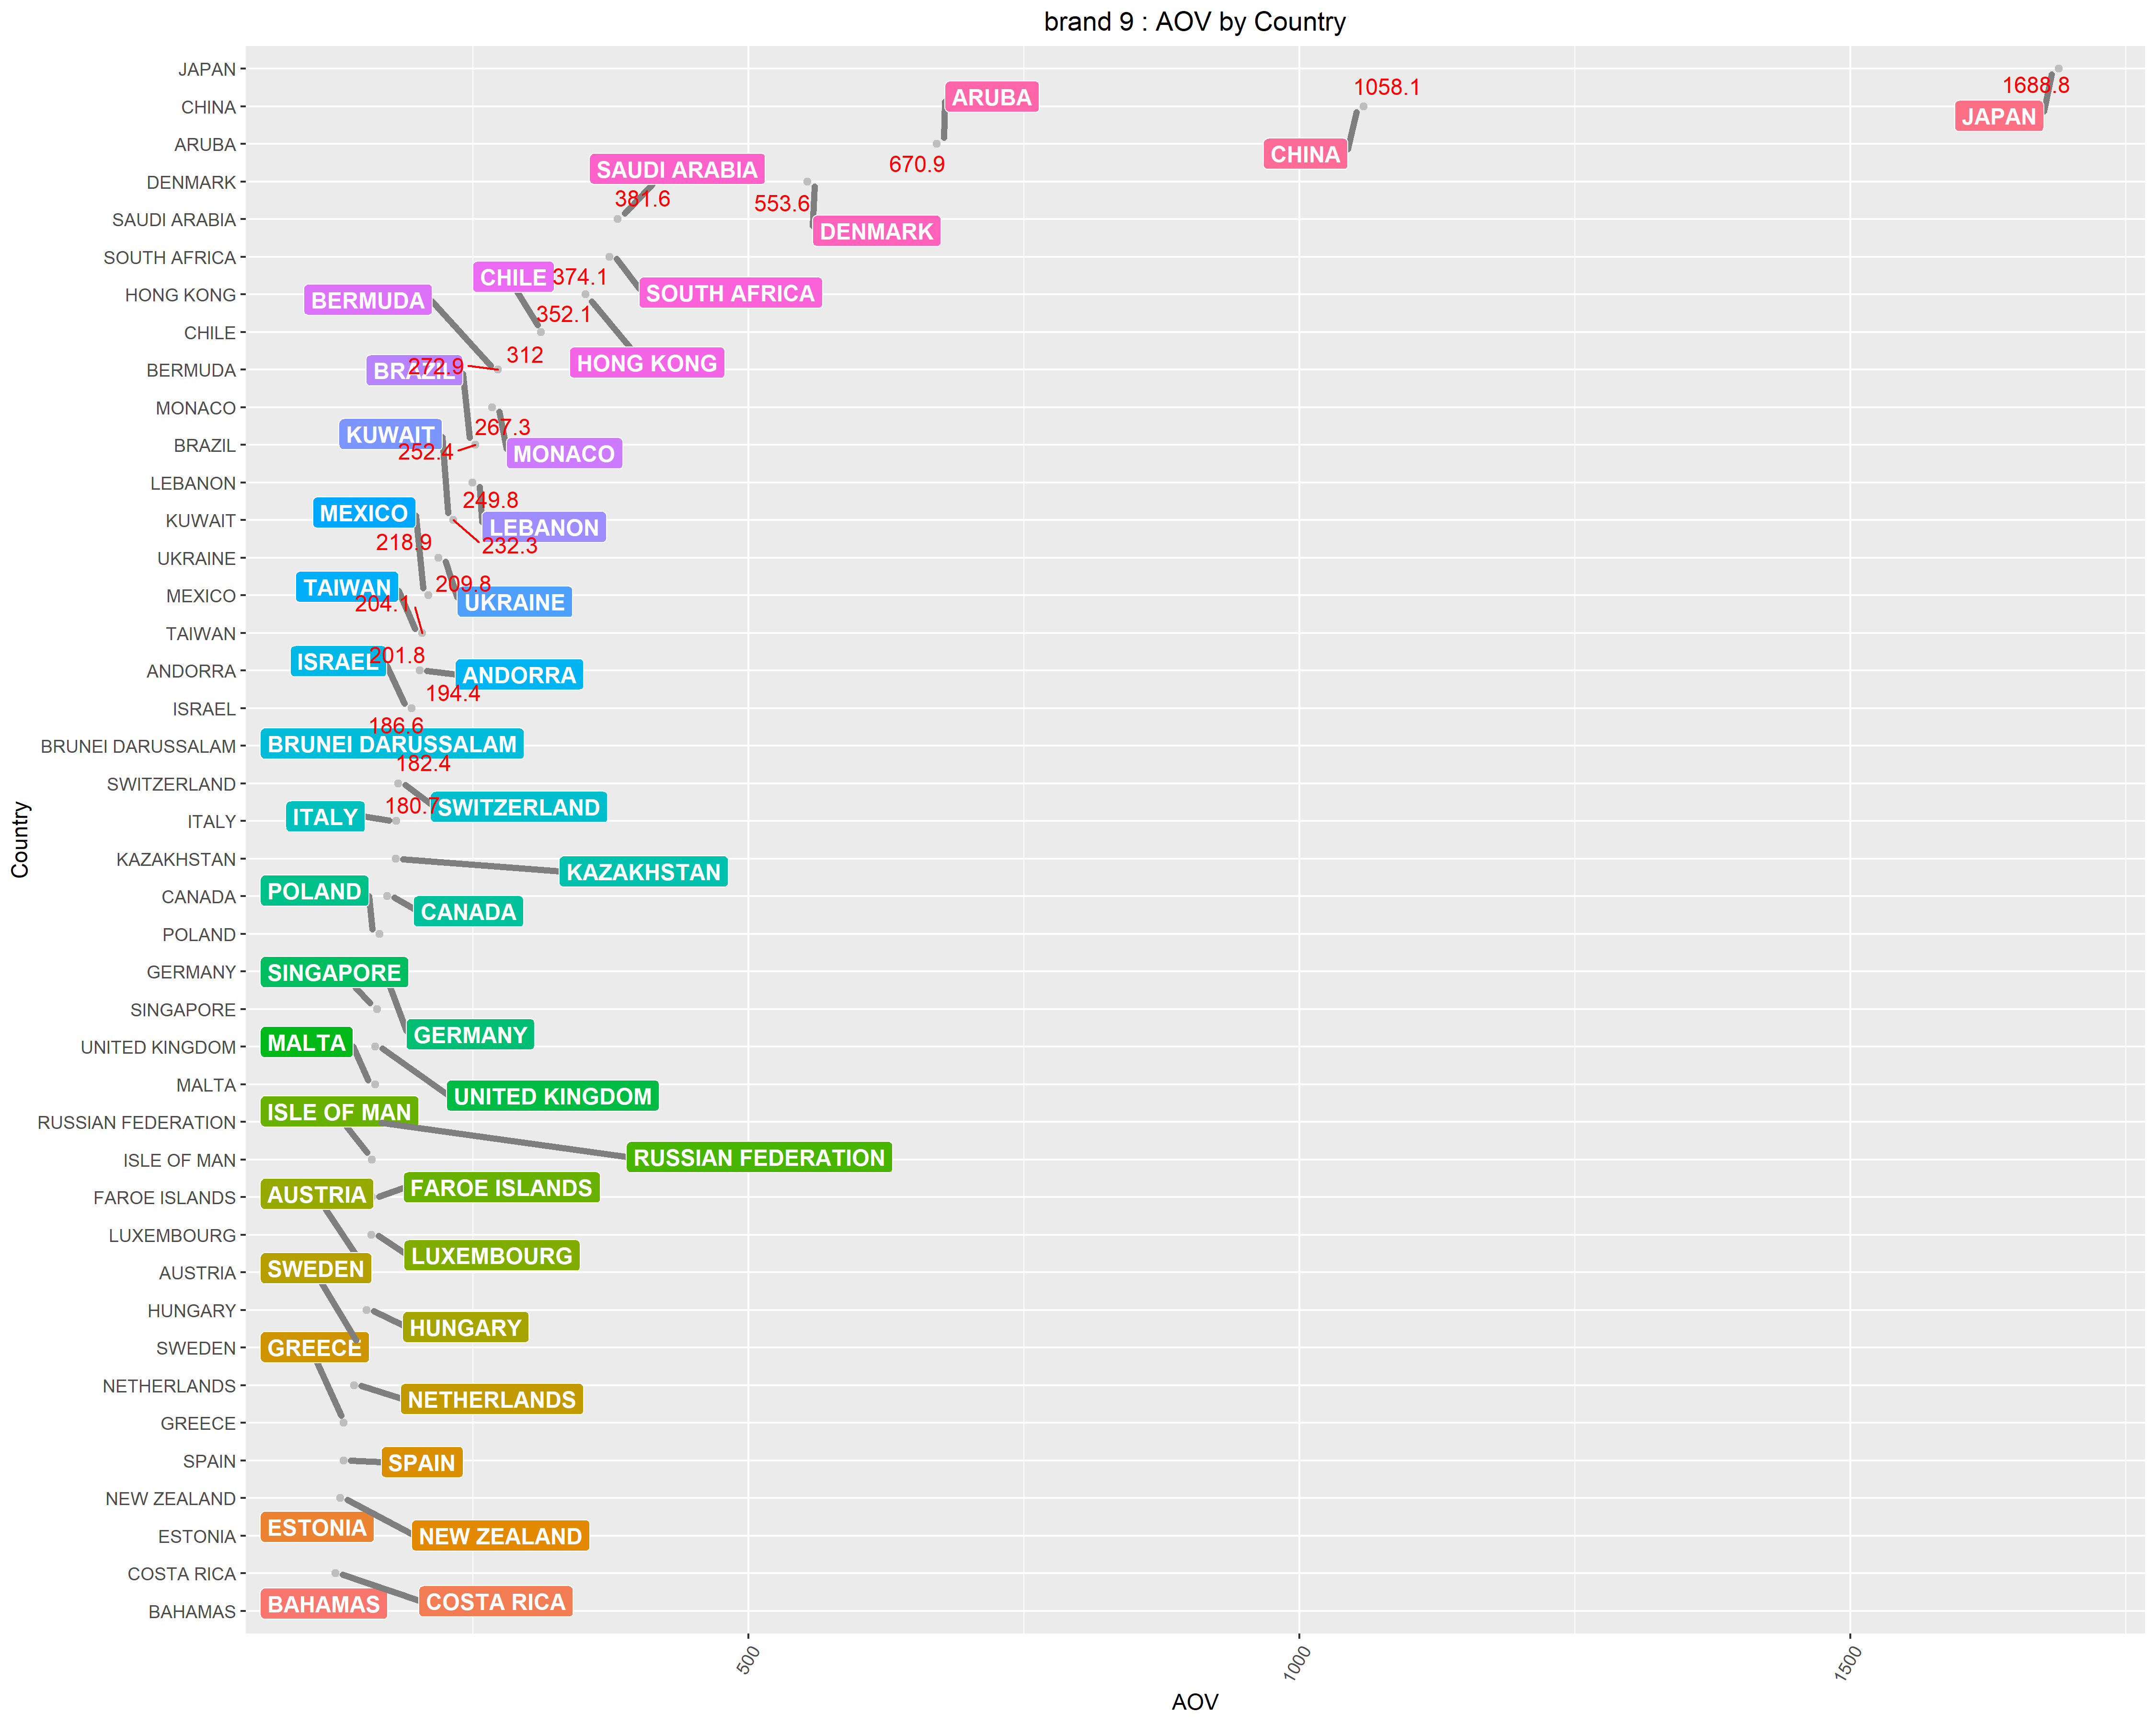 brand 9 : AOV by Country
JAPAN
CHINA
ARUBA
DENMARK
SAUDI ARABIA
SOUTH AFRICA
HONG KONG
CHILE
BERMUDA
MONACO
BRAZIL
LEBANON
KUWAIT
UKRAINE
MEXICO
TAIWAN
ANDORRA
ISRAEL
BRUNEI DARUSSALAM
SWITZERLAND
ITALY
KAZAKHSTAN
CANADA
POLAND
GERMANY
SINGAPORE
UNITED KINGDOM
MALTA
RUSSIAN FEDERATION
ISLE OF MAN
FAROE ISLANDS
LUXEMBOURG
AUSTRIA
HUNGARY
SWEDEN
NETHERLANDS
GREECE
SPAIN
NEW ZEALAND
ESTONIA
COSTA RICA
BAHAMAS
Country
1688.8
1058.1
ARUBA
JAPAN
CHINA
670.9
SAUDI ARABIA
381.6
553.6
DENMARK
CHILE
374.1
SOUTH AFRICA
BERMUDA
352.1
312
HONG KONG
BRAZIL
272.9
267.3
KUWAIT
252.4
MONACO
249.8
MEXICO
LEBANON
218.9
232.3
TAIWAN
209.8
UKRAINE
204.1
201.8
ISRAEL
ANDORRA
194.4
186.6
BRUNEI DARUSSALAM
182.4
180.7
SWITZERLAND
ITALY
KAZAKHSTAN
POLAND
CANADA
SINGAPORE
GERMANY
MALTA
UNITED KINGDOM
ISLE OF MAN
RUSSIAN FEDERATION
FAROE ISLANDS
AUSTRIA
LUXEMBOURG
SWEDEN
HUNGARY
GREECE
NETHERLANDS
SPAIN
ESTONIA
NEW ZEALAND
COSTA RICA
BAHAMAS
500
1000
1500
AOV